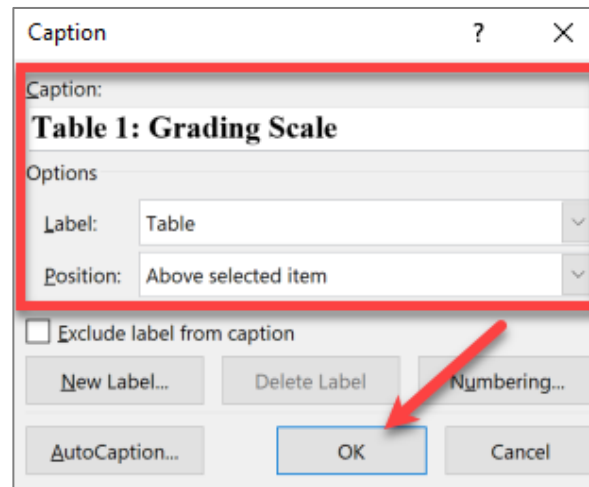 Caption ?
Caption:
Table 1: Grading Scale
Options
Label: Table
Position: Above selected item
Exclude label from caption
New Label... Delete Label Numbering...
AutoCaption... OK Cancel